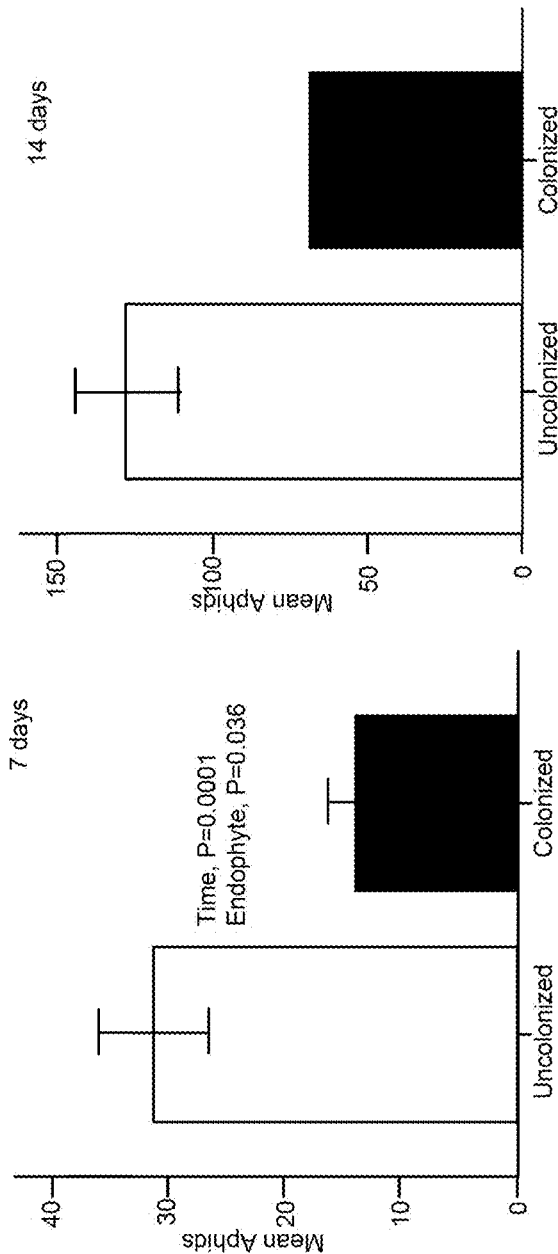 7 days
Mean Aphids
40
30
20
10
0
Time, P=0.0001
Endophyte, P=0.036
Uncolonized
Colonized
14 days
Mean Aphids
150
100
50
0
Uncolonized
Colonized